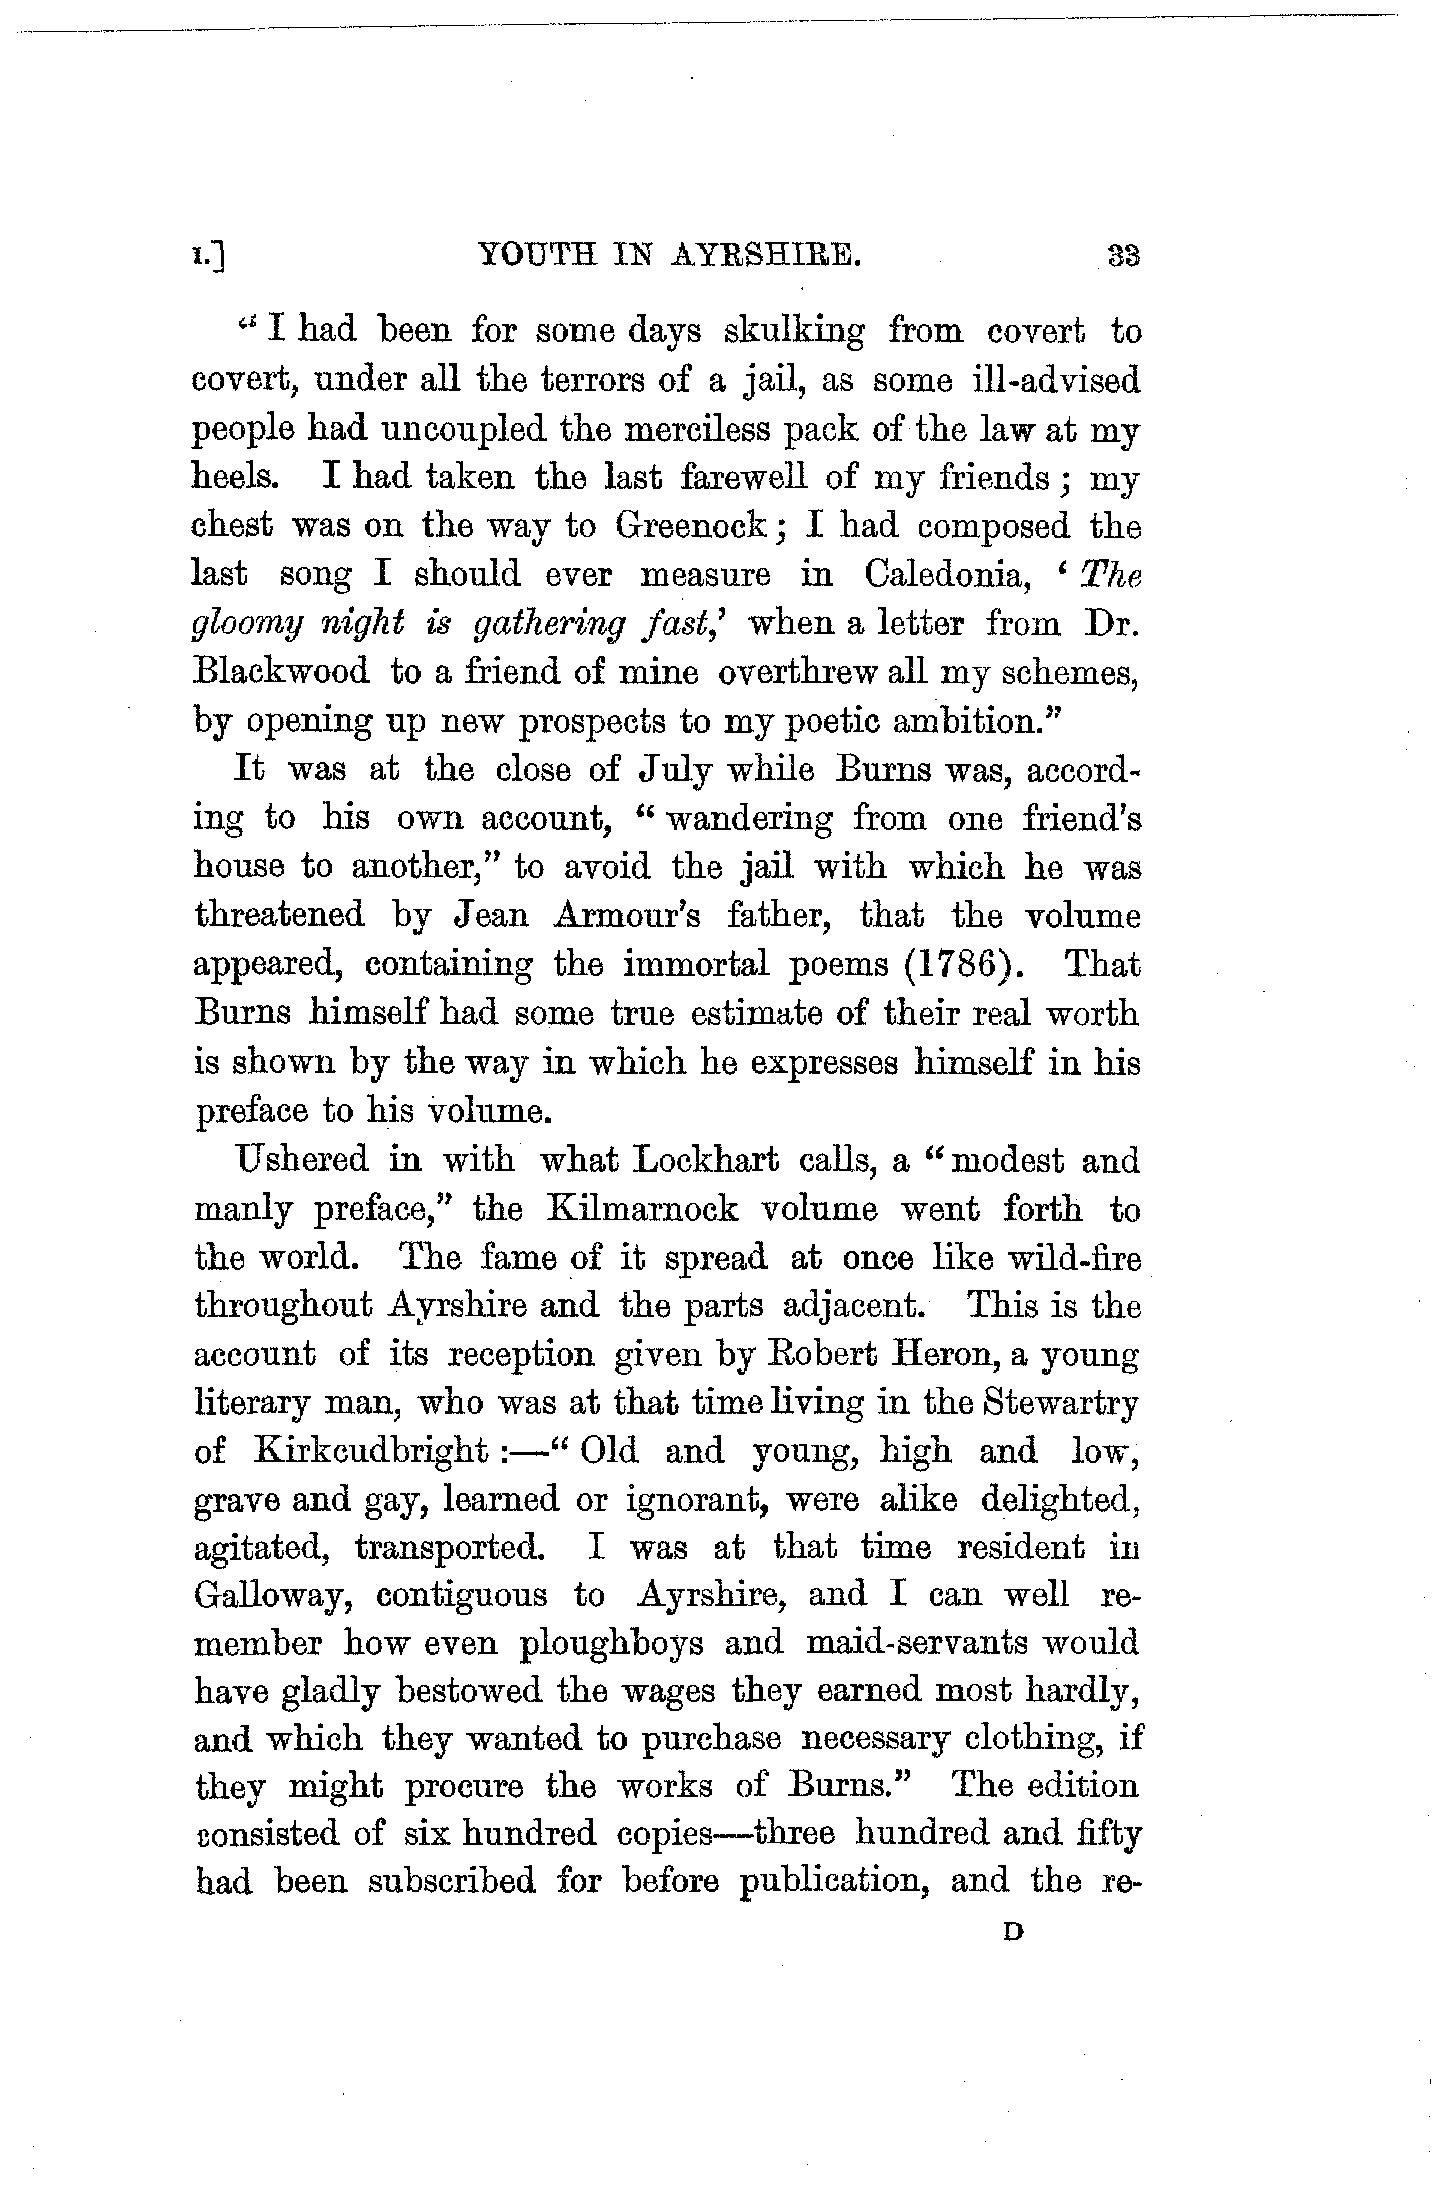 I.] YOUTH IN AYRSHIRE. 33
“ I had been for some days skulking from covert to
covert, under all the terrors of a jail, as some ill-advised
people had uncoupled the merciless pack of the law at my
heels. I had taken the last farewell of my friends ; my
chest was on the way to Greenock ; I had composed the
last song I should ever measure in Caledonia, ‘ The
gloomy night is gathering fast,’ when a letter from Dr.
Blackwood to a friend of mine overthrew all my schemes,
by opening up new prospects to my poetic ambition.”
It was at the close of July while Burns was, accord-
ing to his own account, “ wandering from one friend's
house to another,” to avoid the jail with which he was
threatened by Jean Armour's father, that the volume
appeared, containing the immortal poems (1786). That
Burns himself had some true estimate of their real worth
is shown by the way in which he expresses himself in his
preface to his volume.
Ushered in with what Lockhart calls, a “ modest and
manly preface,” the Kilmarnock volume went forth to
the world. The fame of it spread at once like wild-fire
throughout Ayrshire and the parts adjacent. This is the
account of its reception given by Robert Heron, a young
literary man, who was at that time living in the Stewartry
of Kirkcudbright :—“ Old and young, high and low,
grave and gay, learned or ignorant, were alike delighted,
agitated, transported. I was at that time resident in
Galloway, contiguous to Ayrshire, and I can well re-
member how even ploughboys and maid-servants would
have gladly bestowed the wages they earned most hardly,
and which they wanted to purchase necessary clothing, if
they might procure the works of Burns.” The edition
consisted of six hundred copies—three hundred and fifty
had been subscribed for before publication, and the re-
D